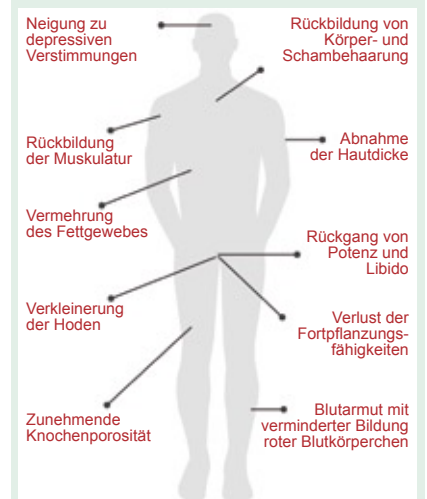 Neigung zu
depressiven
Verstimmungen
Rückbildung von
Körper- und
Schambehaarung
Rückbildung
der Muskulatur
Abnahme
der Hautdicke
Vermehrung
des Fettgewebes
Rückgang von
Potenz und
Libido
Verkleinerung
der Hoden
Verlust der
Fortpflanzungs-
fähigkeiten
Zunehmende
Knochenporosität
Blutarmut mit
verminderter Bildung
roter Blutkörperchen